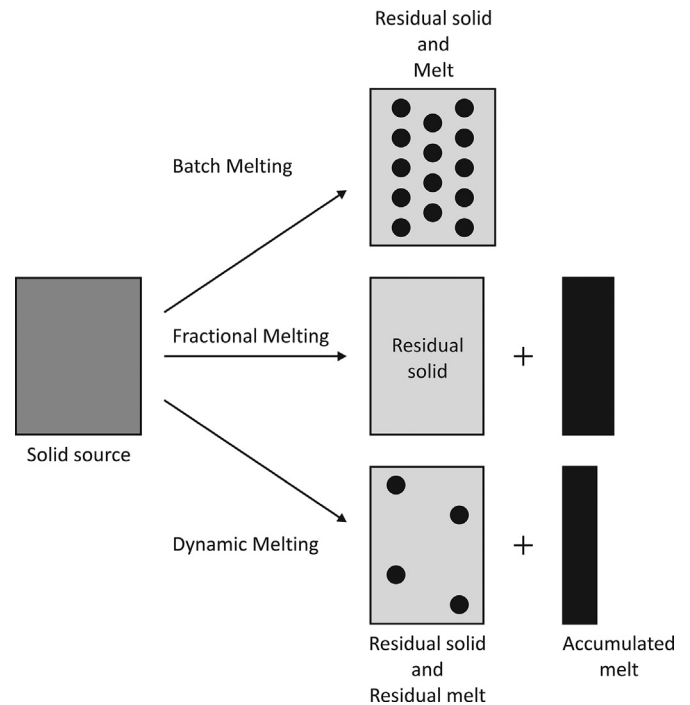 Residual solid
and
Melt
Batch Melting
Fractional Melting
Residual
solid
Solid source
Dynamic Melting
Residual solid
and
Residual melt
Accumulated
melt